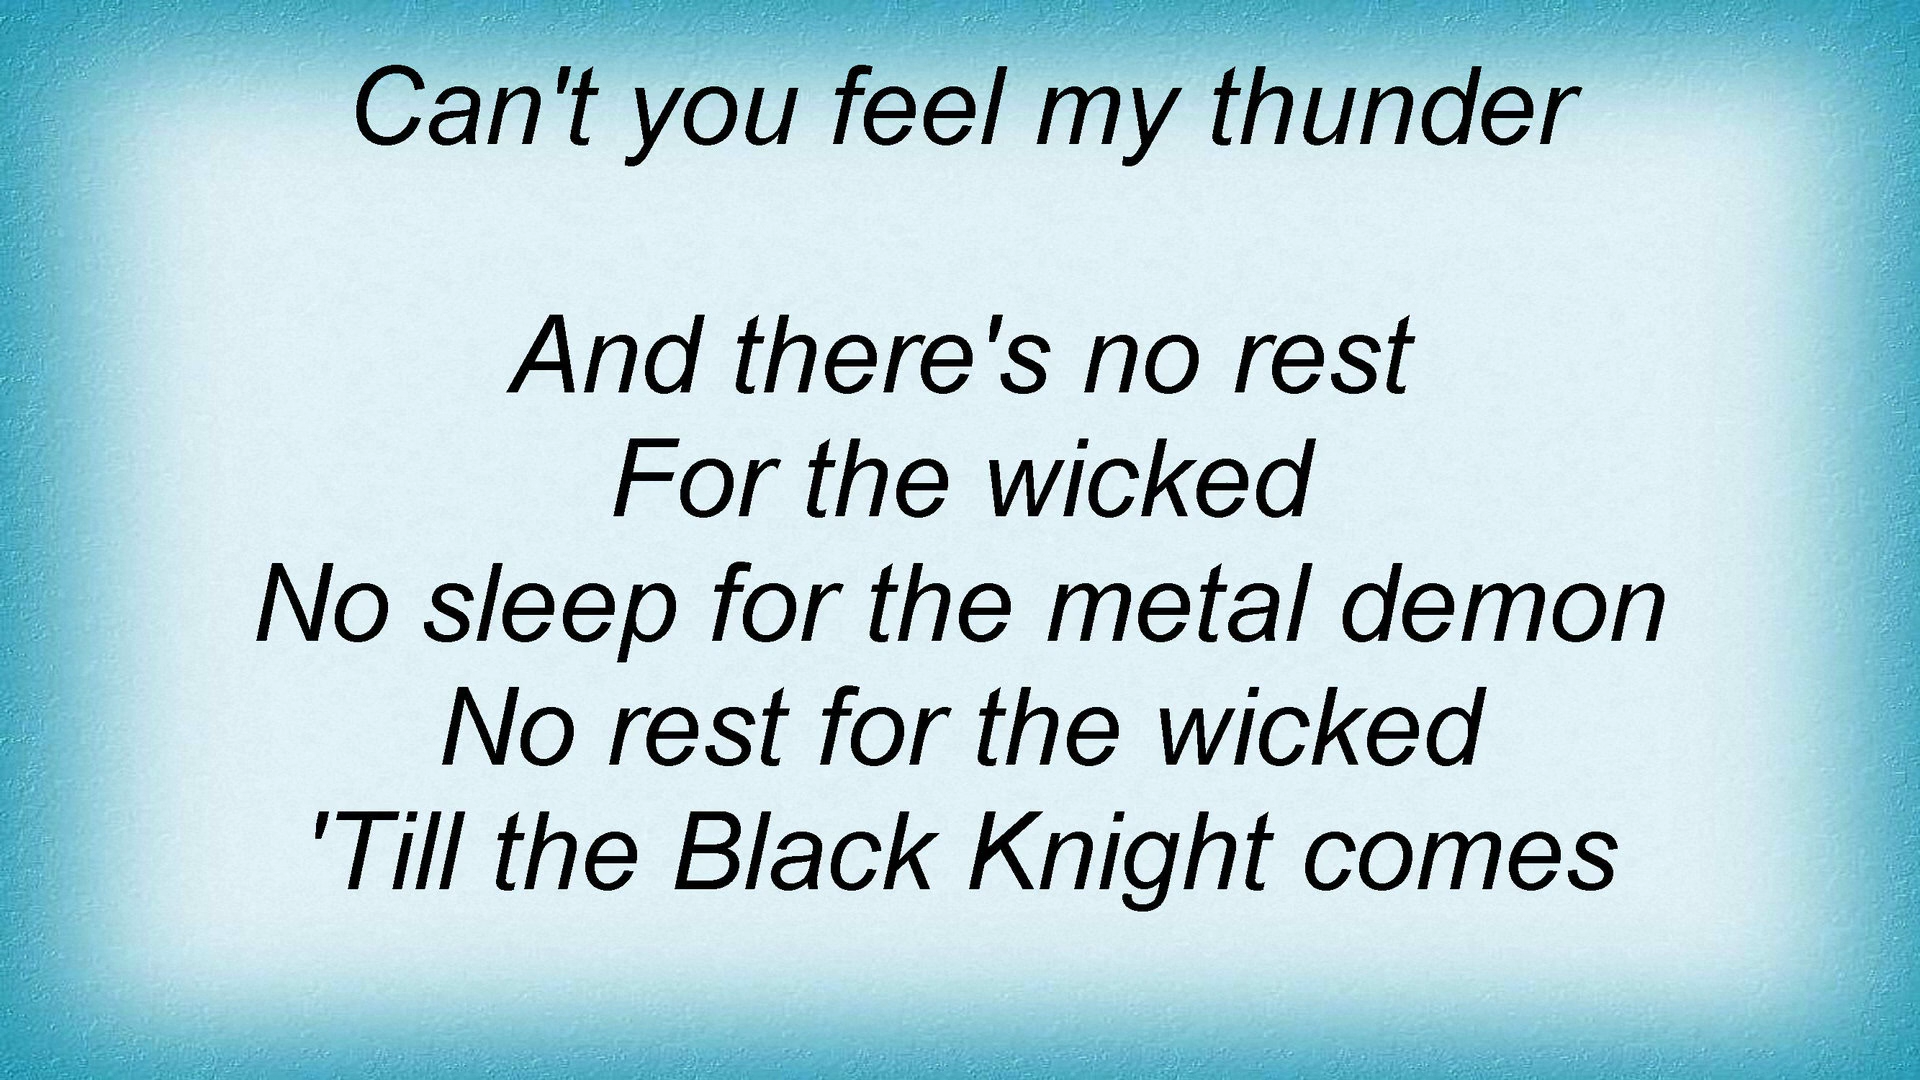 Can't you feel my thunder
And there's no rest
For the wicked
No sleep for the metal demon
No rest for the wicked
'Till the Black Knight comes